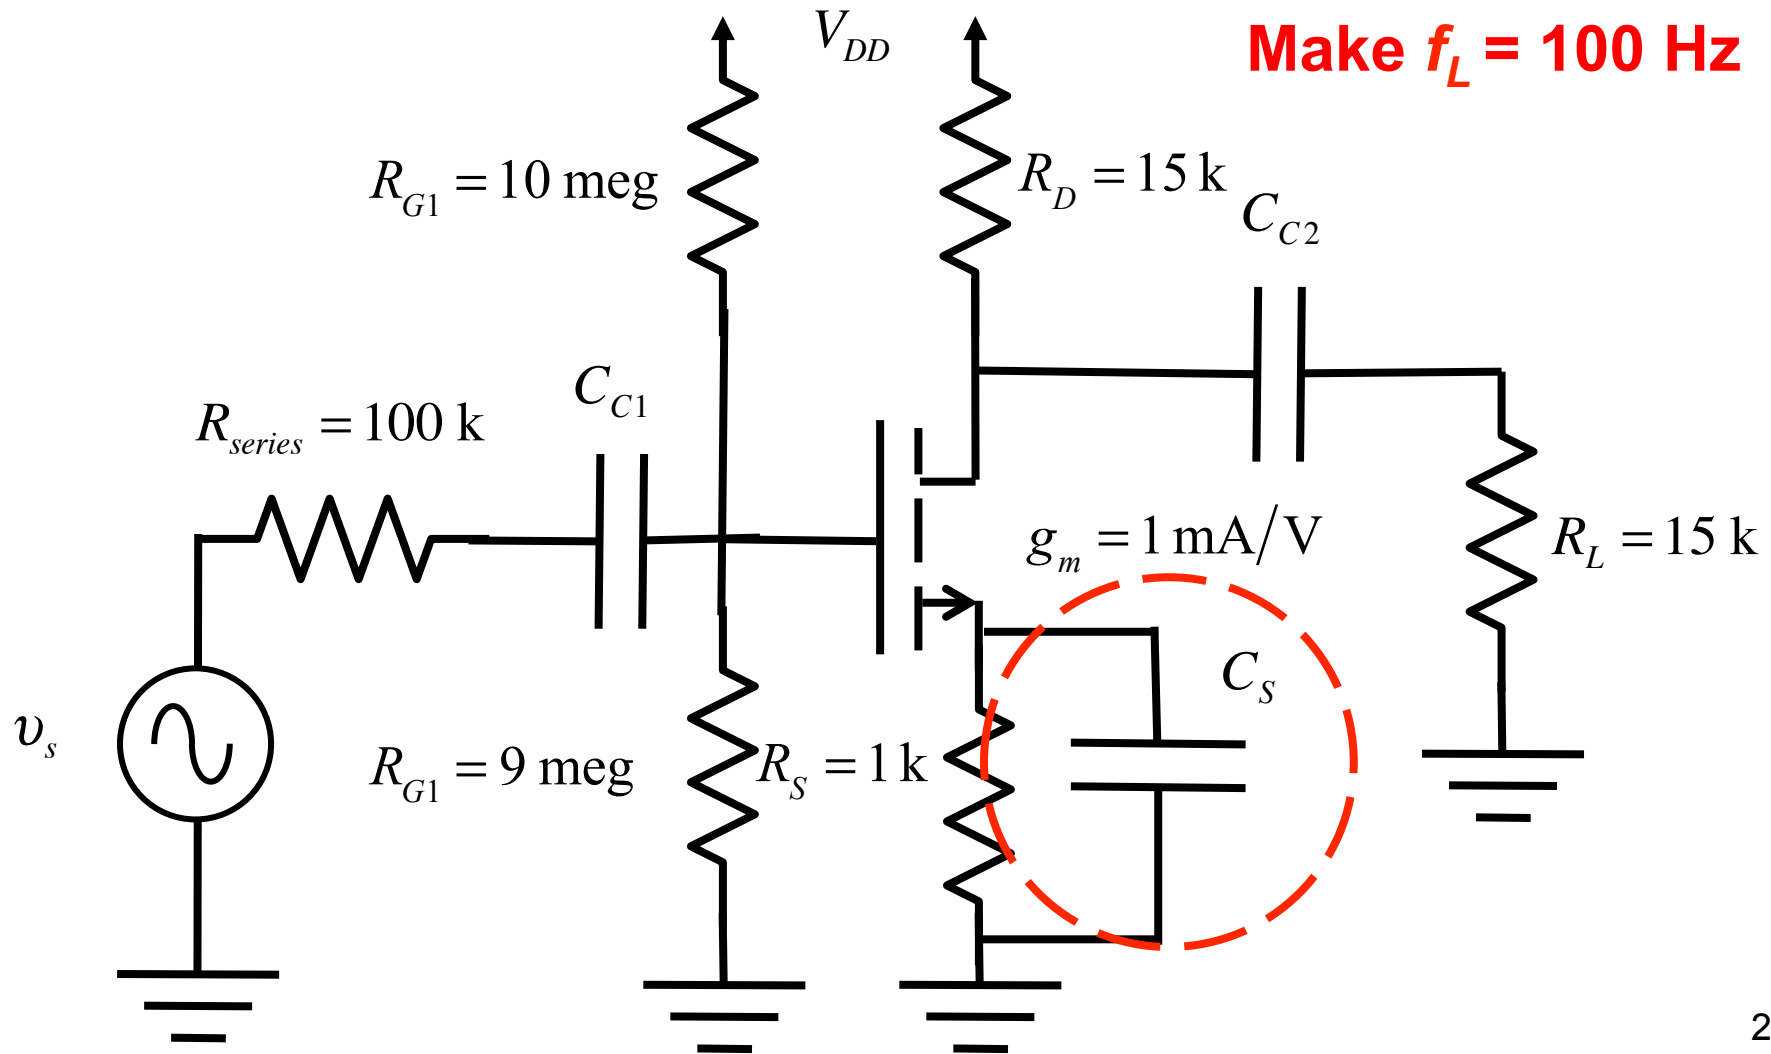 V_DD
Make f_L = 100 Hz
R_G1 = 10 meg
R_D = 15 k
C_C2
C_C1
R_series = 100 k
g_m = 1 mA/V
R_L = 15 k
C_S
υ_s
R_G1 = 9 meg
R_S = 1 k
2